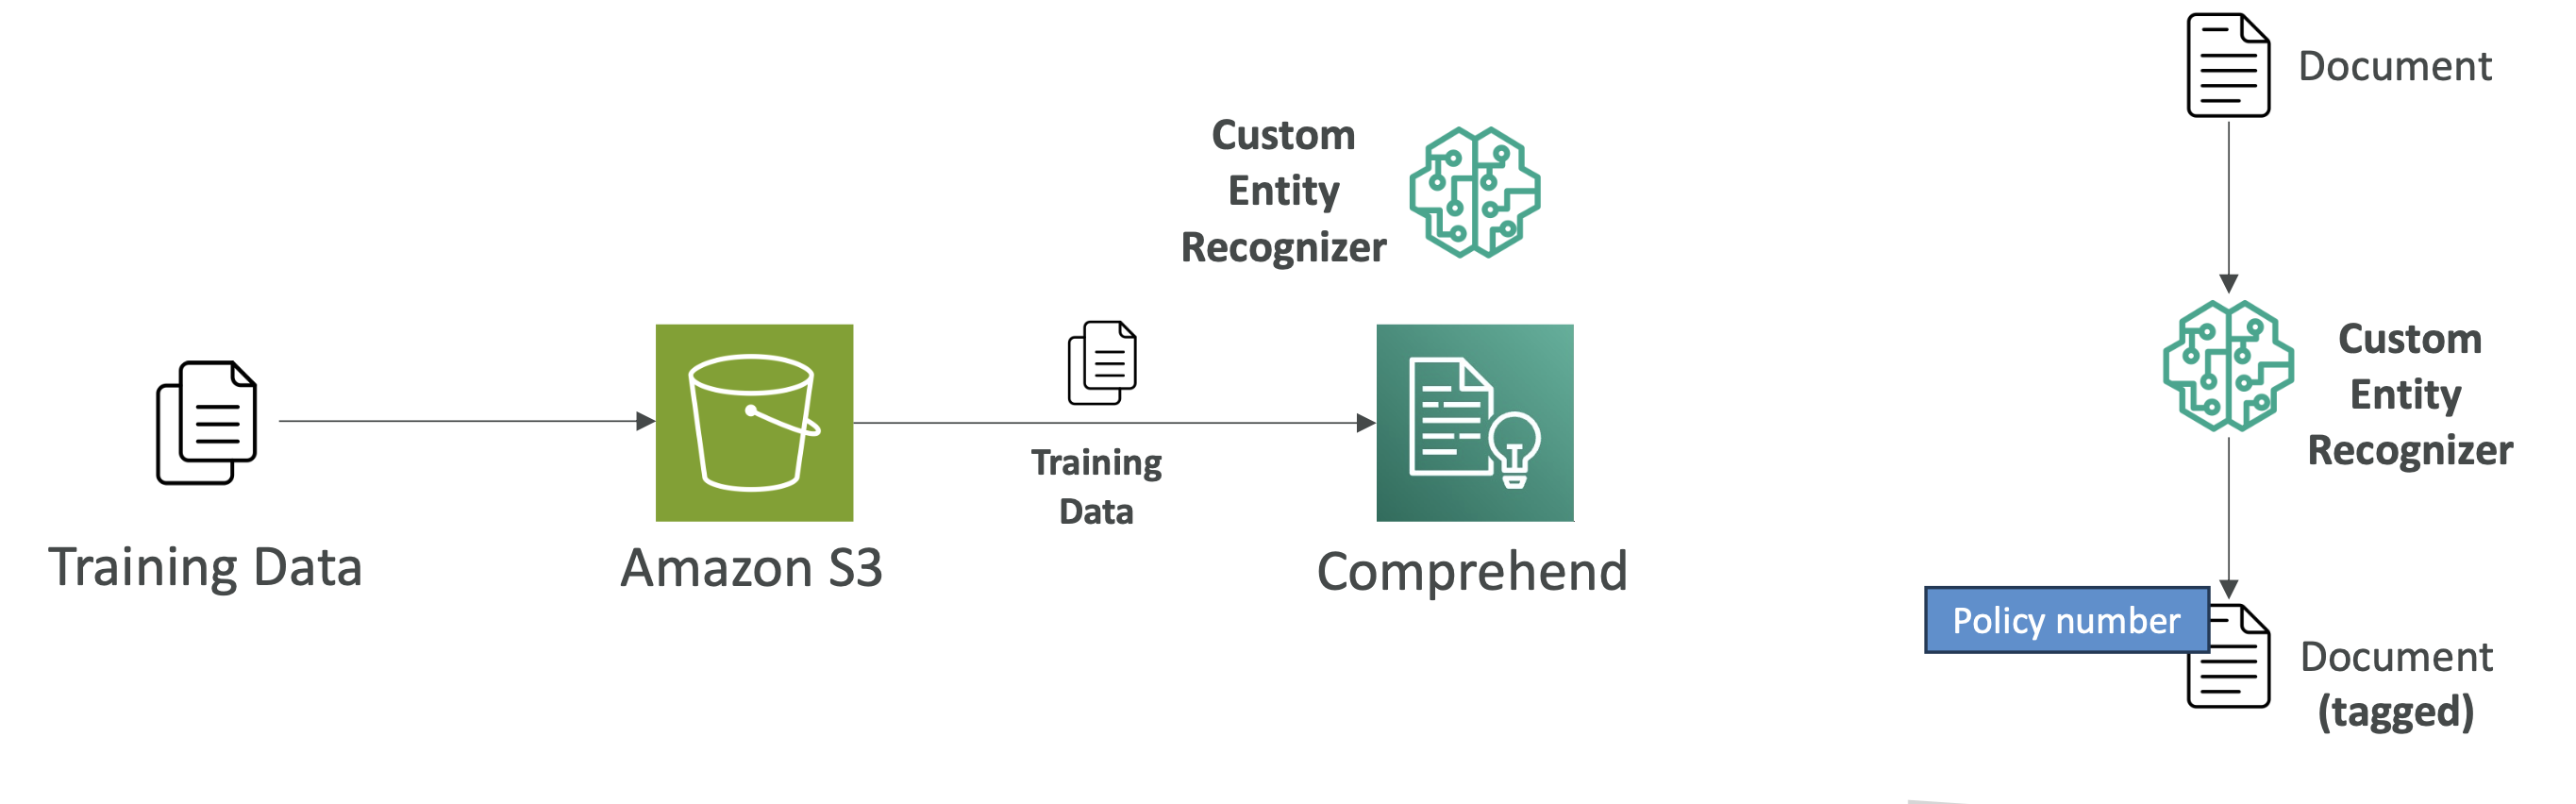 Training Data
Amazon S3
Training
Data
Custom
Entity
Recognizer
Comprehend
Document
Custom
Entity
Recognizer
Policy number
Document
(tagged)